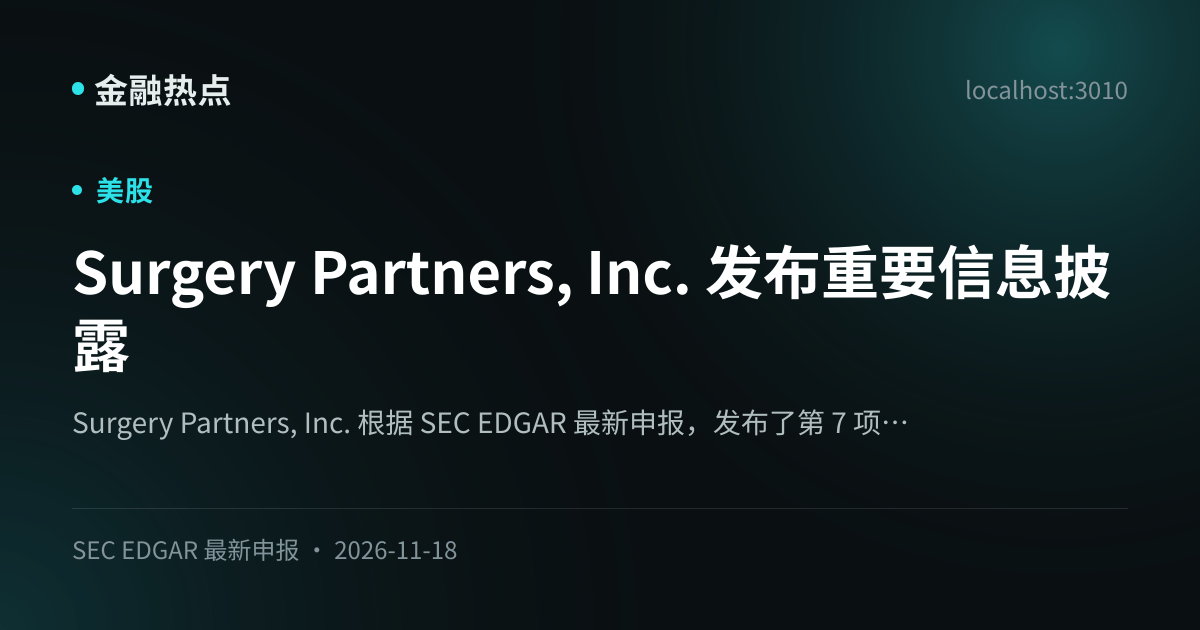 金融热点
localhost:3010
美股
Surgery Partners, Inc. 发布重要信息披
露
Surgery Partners, Inc. 根据 SEC EDGAR 最新申报，发布了第 7 项…
SEC EDGAR 最新申报 · 2026-11-18